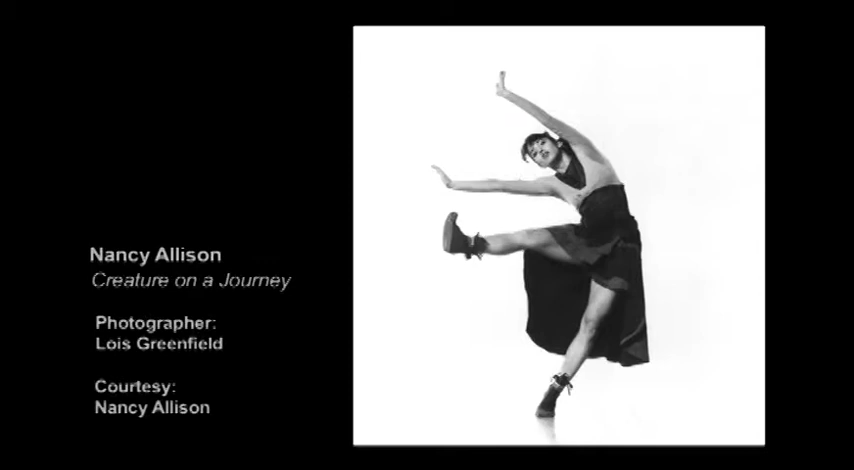 Nancy Allison
Creature on a Journey
Photographer:
Lois Greenfield
Courtesy:
Nancy Allison